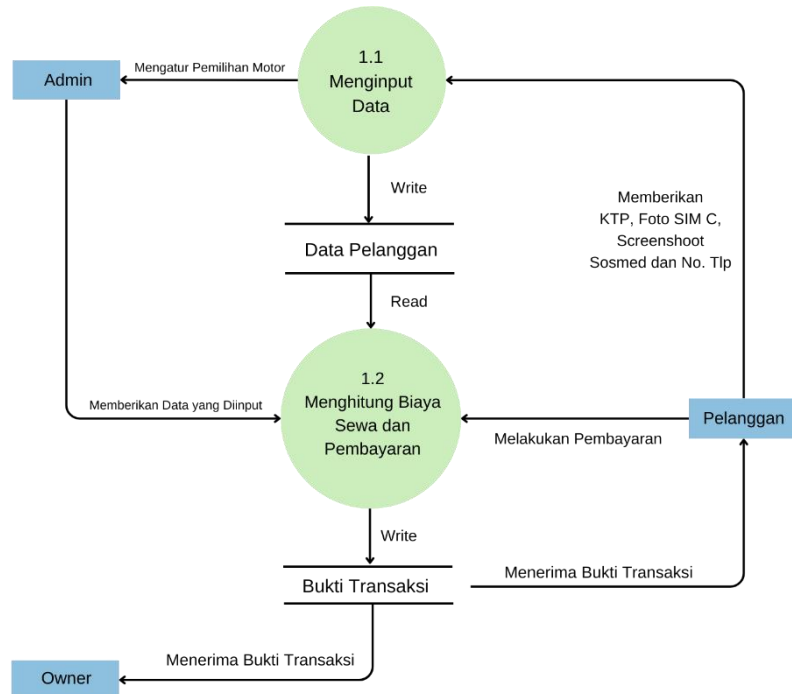 1.1
Menginput
Data
Mengatur Pemilihan Motor
Admin
Write
Memberikan
KTP, Foto SIM C,
Screenshoot
Sosmed dan No. Tlp
Data Pelanggan
Read
1.2
Menghitung Biaya
Sewa dan
Pembayaran
Memberikan Data yang Diinput
Pelanggan
Melakukan Pembayaran
Write
Bukti Transaksi
Menerima Bukti Transaksi
Menerima Bukti Transaksi
Owner